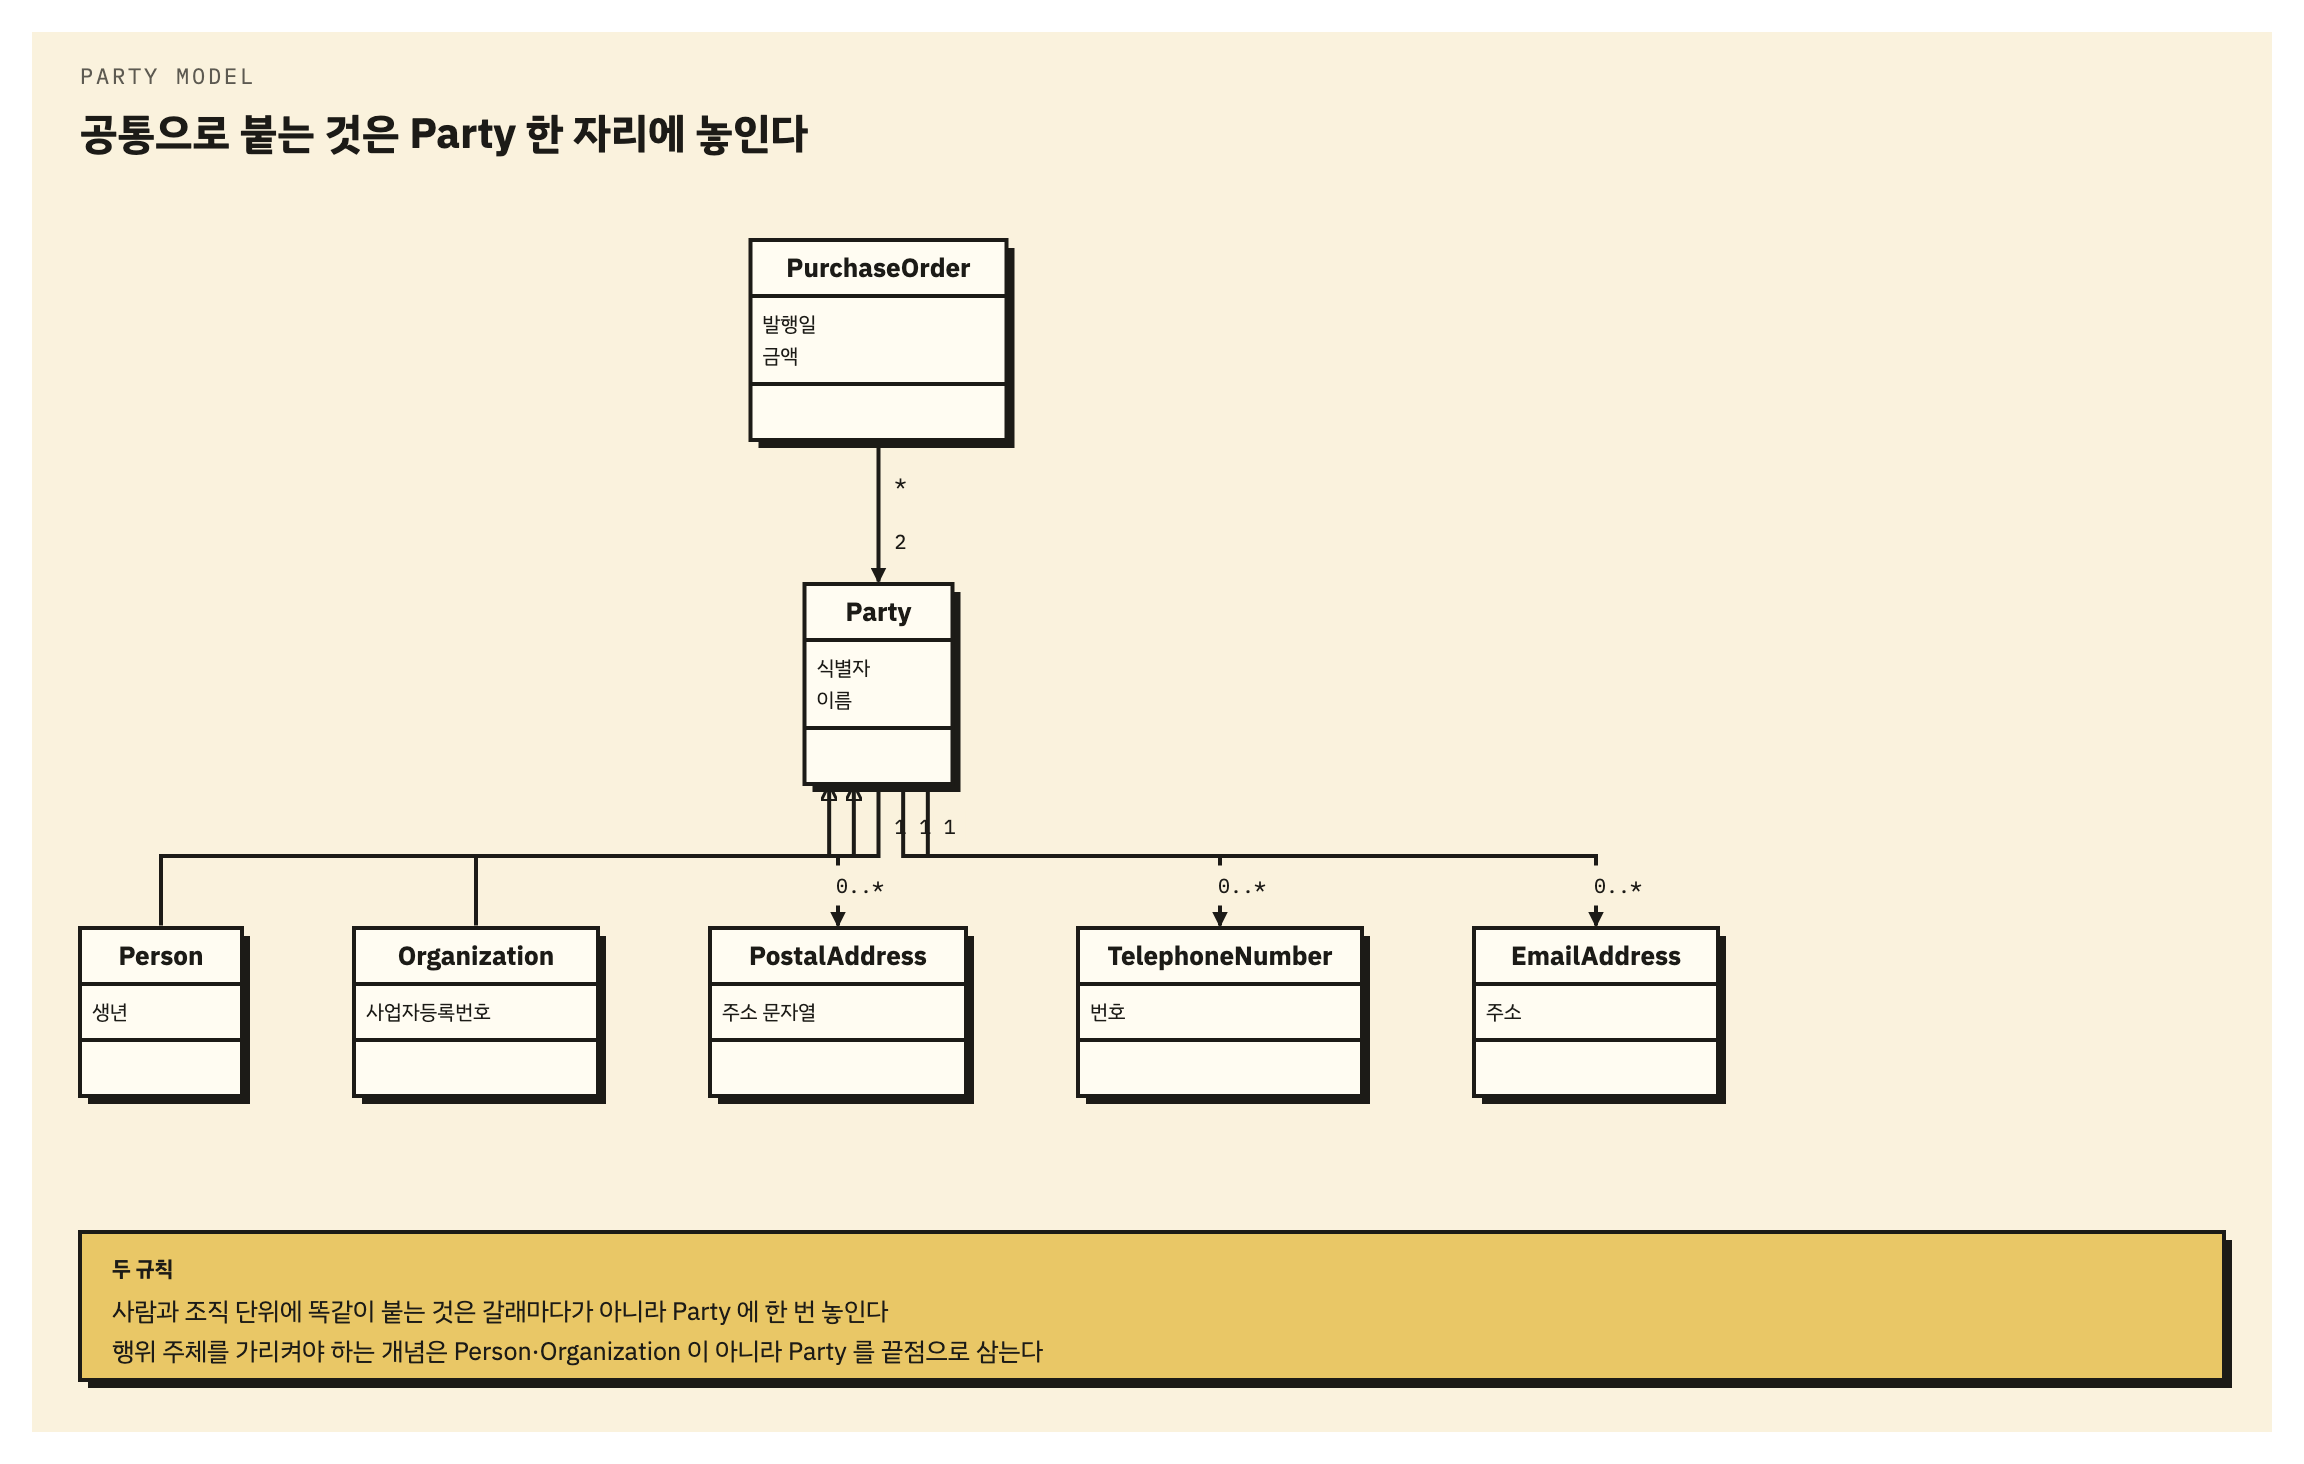 PARTY MODEL
공통으로 붙는 것은 Party 한 자리에 놓인다
PurchaseOrder
발행일
금액
*
2
Party
식별자
이름
1 1 1
0..* 0..* 0..*
Person
생년
Organization
사업자등록번호
PostalAddress
주소 문자열
TelephoneNumber
번호
EmailAddress
주소
두 규칙
사람과 조직 단위에 똑같이 붙는 것은 갈래마다가 아니라 Party 에 한 번 놓인다
행위 주체를 가리켜야 하는 개념은 Person·Organization 이 아니라 Party 를 끝점으로 삼는다